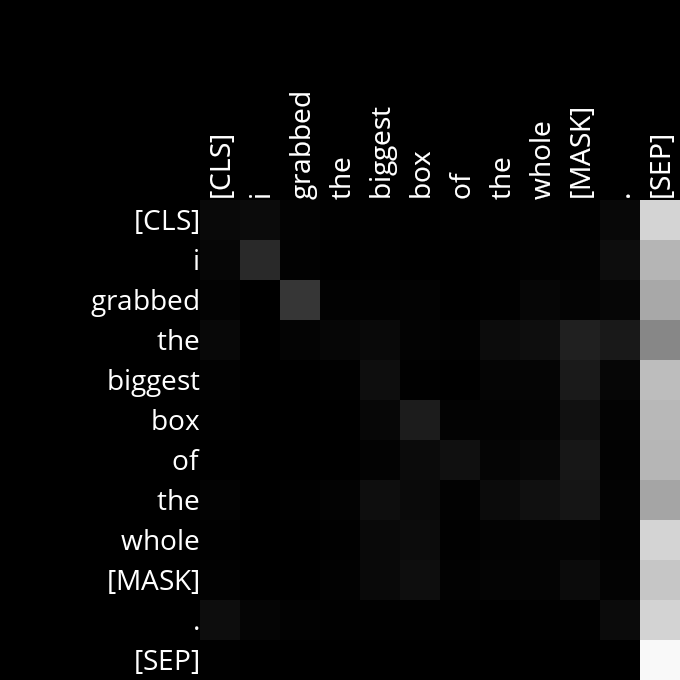 [CLS] i grabbed the biggest box of the whole [MASK] . [SEP]
[CLS]
i
grabbed
the
biggest
box
of
the
whole
[MASK]
.
[SEP]